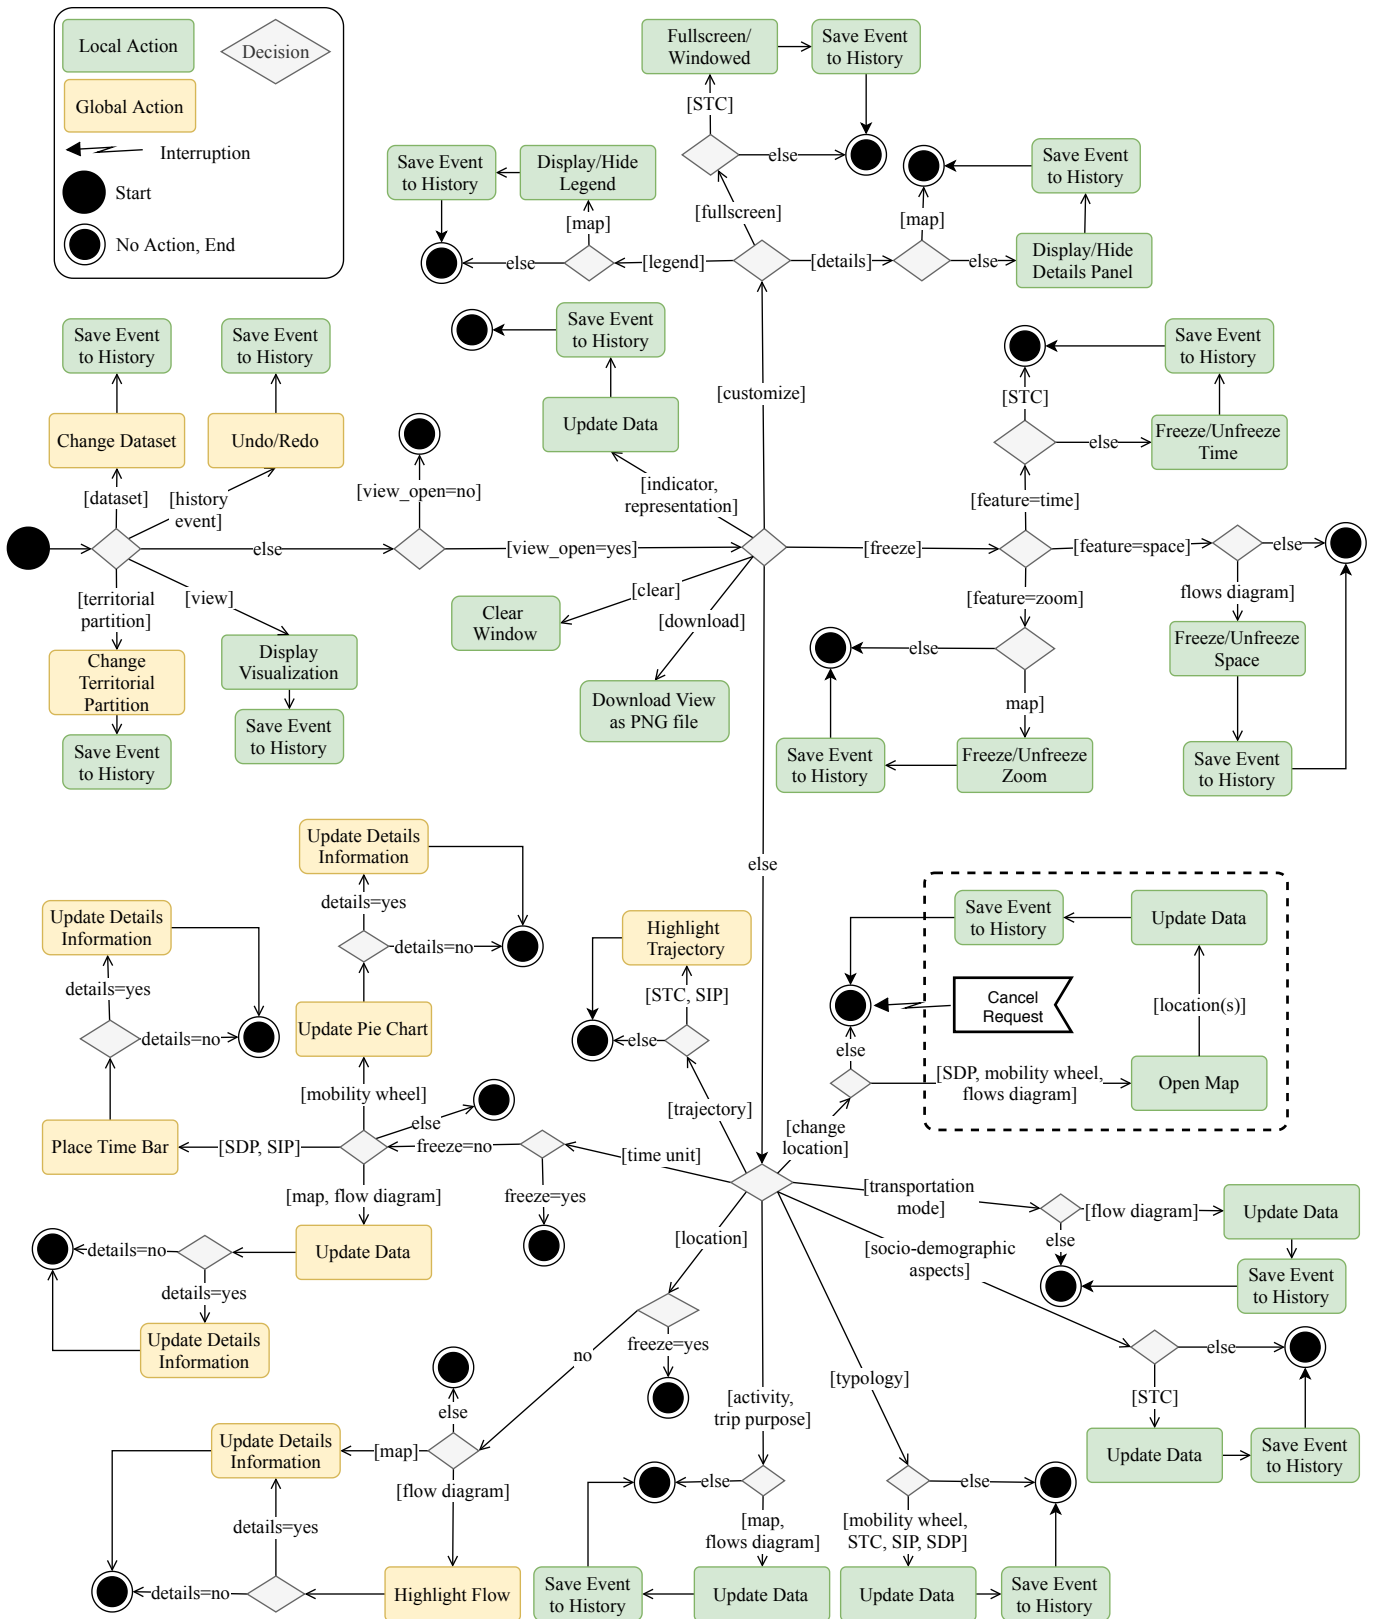 Local Action
Decision
Global Action
Interruption
Start
No Action, End
Fullscreen/
Windowed
Save Event
to History
[STC]
else
Save Event
to History
Display/Hide
Legend
[map]
else
[legend]
[fullscreen]
[details]
[map]
else
Save Event
to History
Display/Hide
Details Panel
Save Event
to History
Save Event
to History
Change Dataset
Undo/Redo
[dataset]
[history
event]
else
[view_open=no]
[view_open=yes]
Save Event
to History
Update Data
[indicator,
representation]
[customize]
[freeze]
[STC]
else
Save Event
to History
Freeze/Unfreeze
Time
[feature=time]
[feature=space]
else
flows diagram]
Freeze/Unfreeze
Space
Save Event
to History
[feature=zoom]
else
map]
Freeze/Unfreeze
Zoom
Save Event
to History
[territorial
partition]
[view]
Change
Territorial
Partition
Save Event
to History
Display
Visualization
Save Event
to History
[clear]
Clear
Window
[download]
Download View
as PNG file
else
Update Details
Information
details=yes
details=no
Update Pie Chart
[mobility wheel]
Update Details
Information
details=yes
details=no
Place Time Bar
[SDP, SIP]
else
freeze=no
[time unit]
freeze=yes
[map, flow diagram]
Update Data
details=no
details=yes
Update Details
Information
Highlight
Trajectory
[STC, SIP]
else
[trajectory]
Save Event
to History
Update Data
Cancel
Request
[location(s)]
else
[SDP, mobility wheel,
flows diagram]
Open Map
[change
location]
[transportation
mode]
[flow diagram]
Update Data
else
Save Event
to History
[socio-demographic
aspects]
else
[STC]
Update Data
Save Event
to History
[location]
freeze=yes
no
else
[map]
Update Details
Information
[flow diagram]
details=yes
details=no
Highlight Flow
[activity,
trip purpose]
else
[map,
flows diagram]
Save Event
to History
Update Data
[typology]
else
[mobility wheel,
STC, SIP, SDP]
Update Data
Save Event
to History